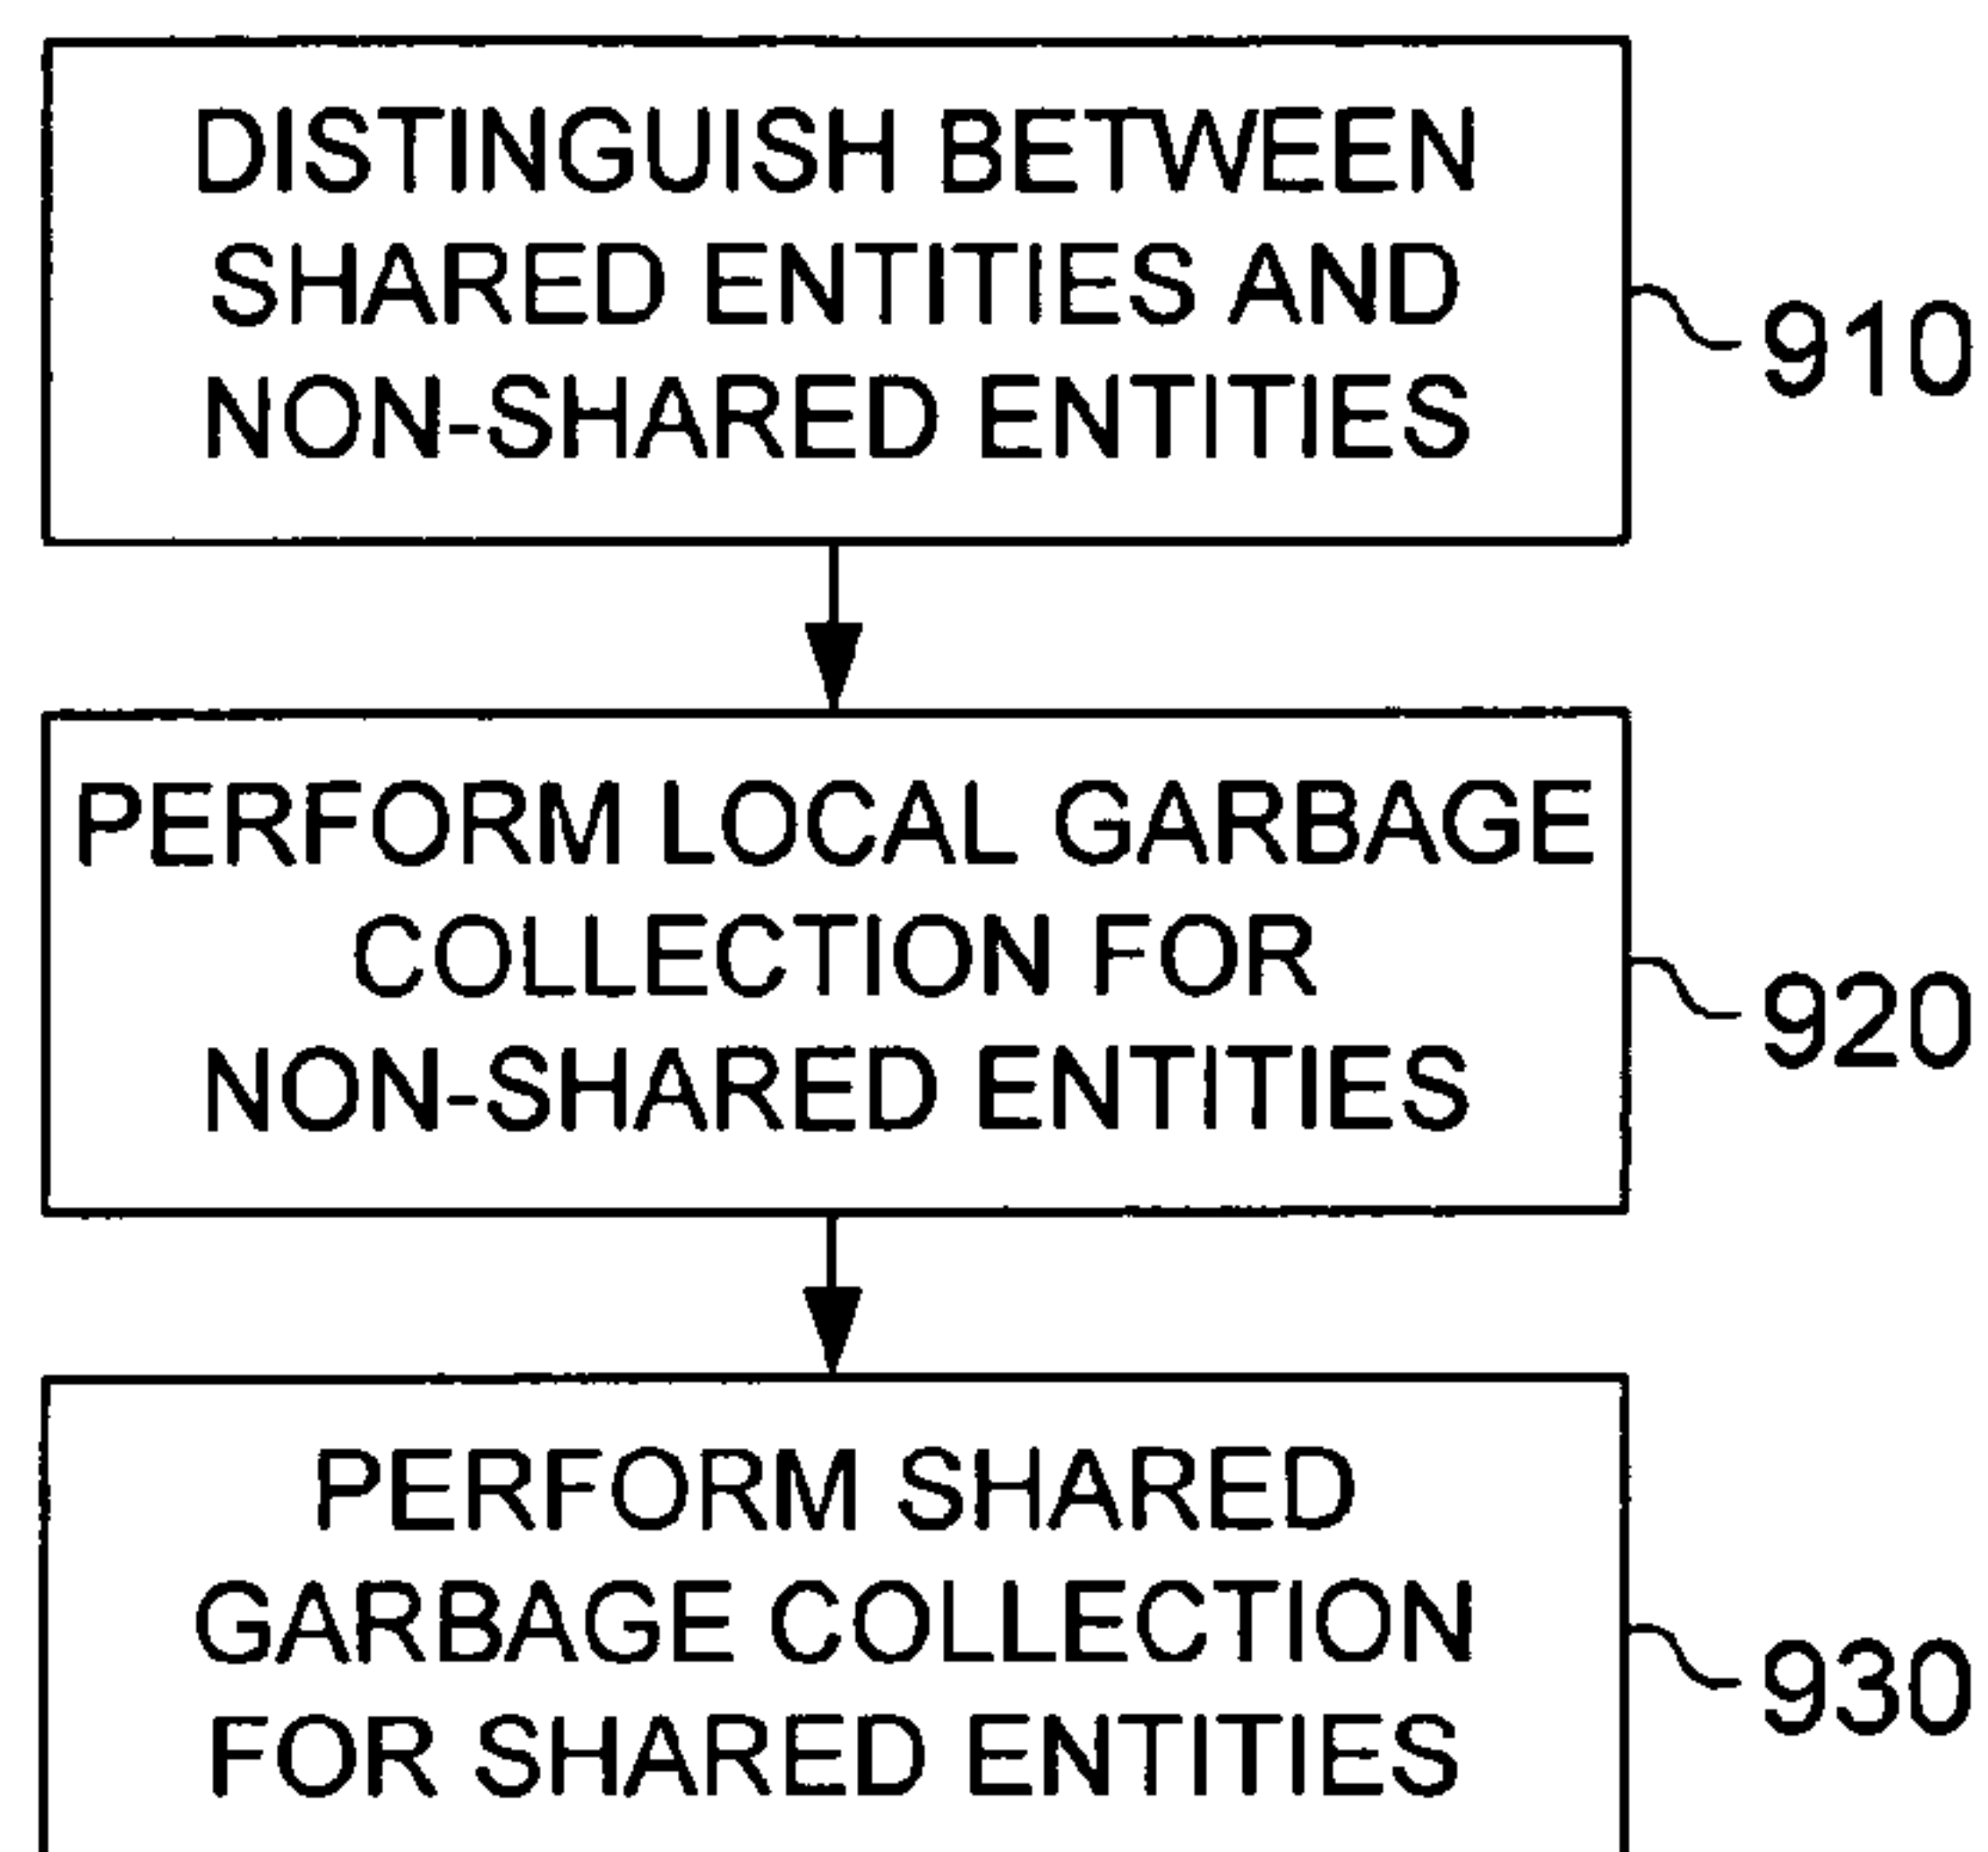 DISTINGUISH BETWEEN
SHARED ENTITIES AND
NON-SHARED ENTITIES
910
PERFORM LOCAL GARBAGE
COLLECTION FOR
NON-SHARED ENTITIES
920
PERFORM SHARED
GARBAGE COLLECTION
FOR SHARED ENTITIES
930